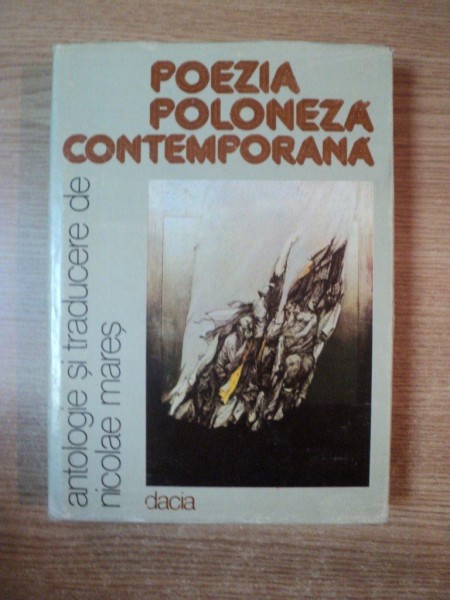 POEZIA
POLONEZĂ
CONTEMPORANĂ
antologie și traducere de
nicolae mareș
dacia